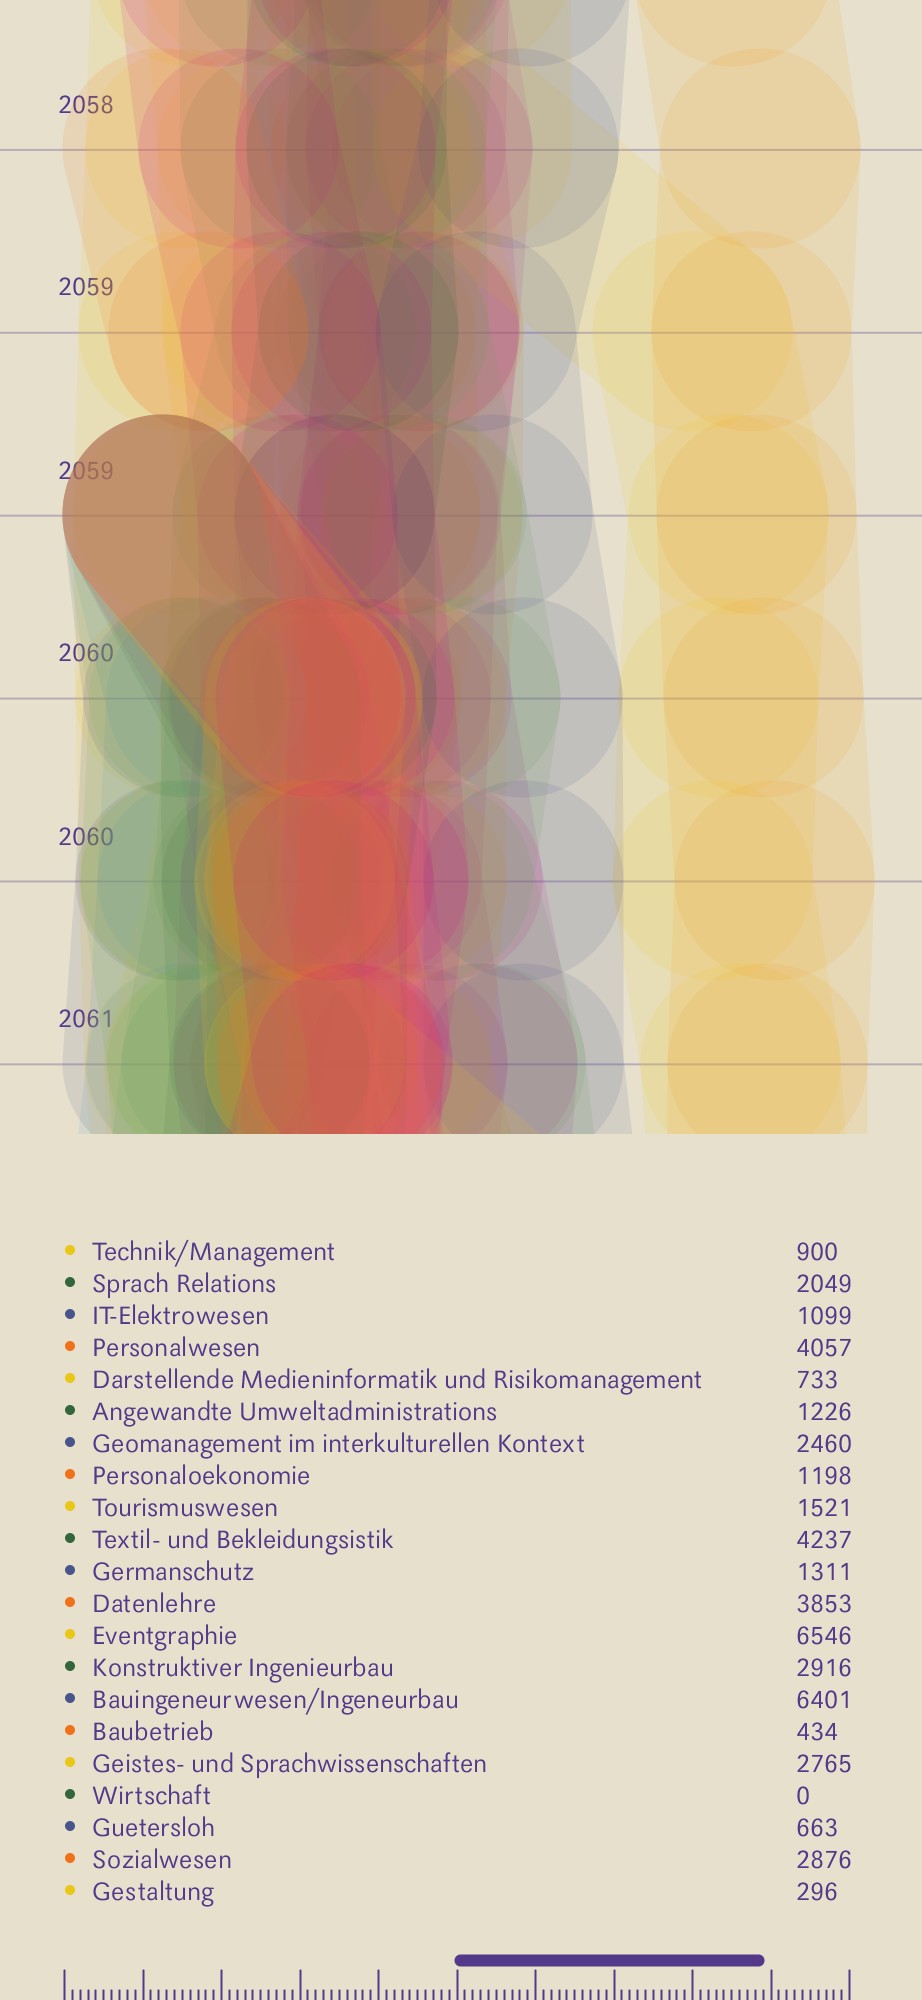 2058
2059
2059
2060
2060
2061
Technik/Management 900
Sprach Relations 2049
IT-Elektrowesen 1099
Personalwesen 4057
Darstellende Medieninformatik und Risikomanagement 733
Angewandte Umweltadministrations 1226
Geomanagement im interkulturellen Kontext 2460
Personaloekonomie 1198
Tourismuswesen 1521
Textil- und Bekleidungsistik 4237
Germanschutz 1311
Datenlehre 3853
Eventgraphie 6546
Konstruktiver Ingenieurbau 2916
Bauingeneurwesen/Ingeneurbau 6401
Baubetrieb 434
Geistes- und Sprachwissenschaften 2765
Wirtschaft 0
Guetersloh 663
Sozialwesen 2876
Gestaltung 296